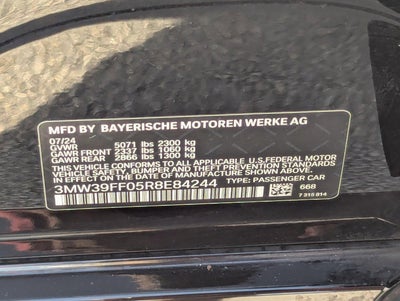 MFD BY BAYERISCHE MOTOREN WERKE AG
07/24
GVWR 5071 lbs 2300 kg
GAWR FRONT 2337 lbs 1060 kg
GAWR REAR 2866 lbs 1300 kg
THIS VEHICLE CONFORMS TO ALL APPLICABLE U.S.FEDERAL MOTOR
VEHICLE SAFETY, BUMPER, AND THEFT PREVENTION STANDARDS
IN EFFECT ON THE DATE OF MANUFACTURE SHOWN ABOVE.
3MW39FF05R8E84244 TYPE: PASSENGER CAR
668
7 315 014